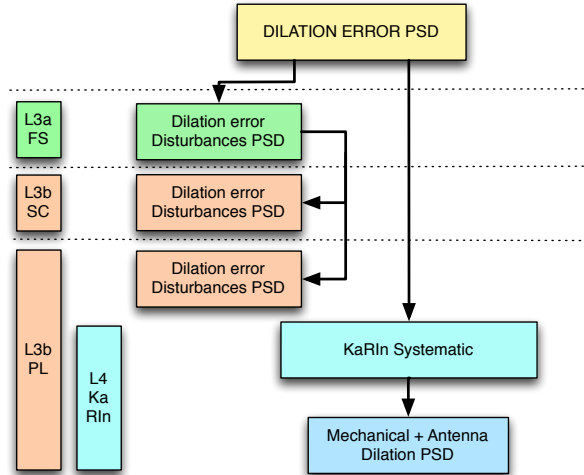 DILATION ERROR PSD
L3a
FS
Dilation error
Disturbances PSD
L3b
SC
Dilation error
Disturbances PSD
Dilation error
Disturbances PSD
L3b
PL
L4
Ka
RIn
KaRIn Systematic
Mechanical + Antenna
Dilation PSD